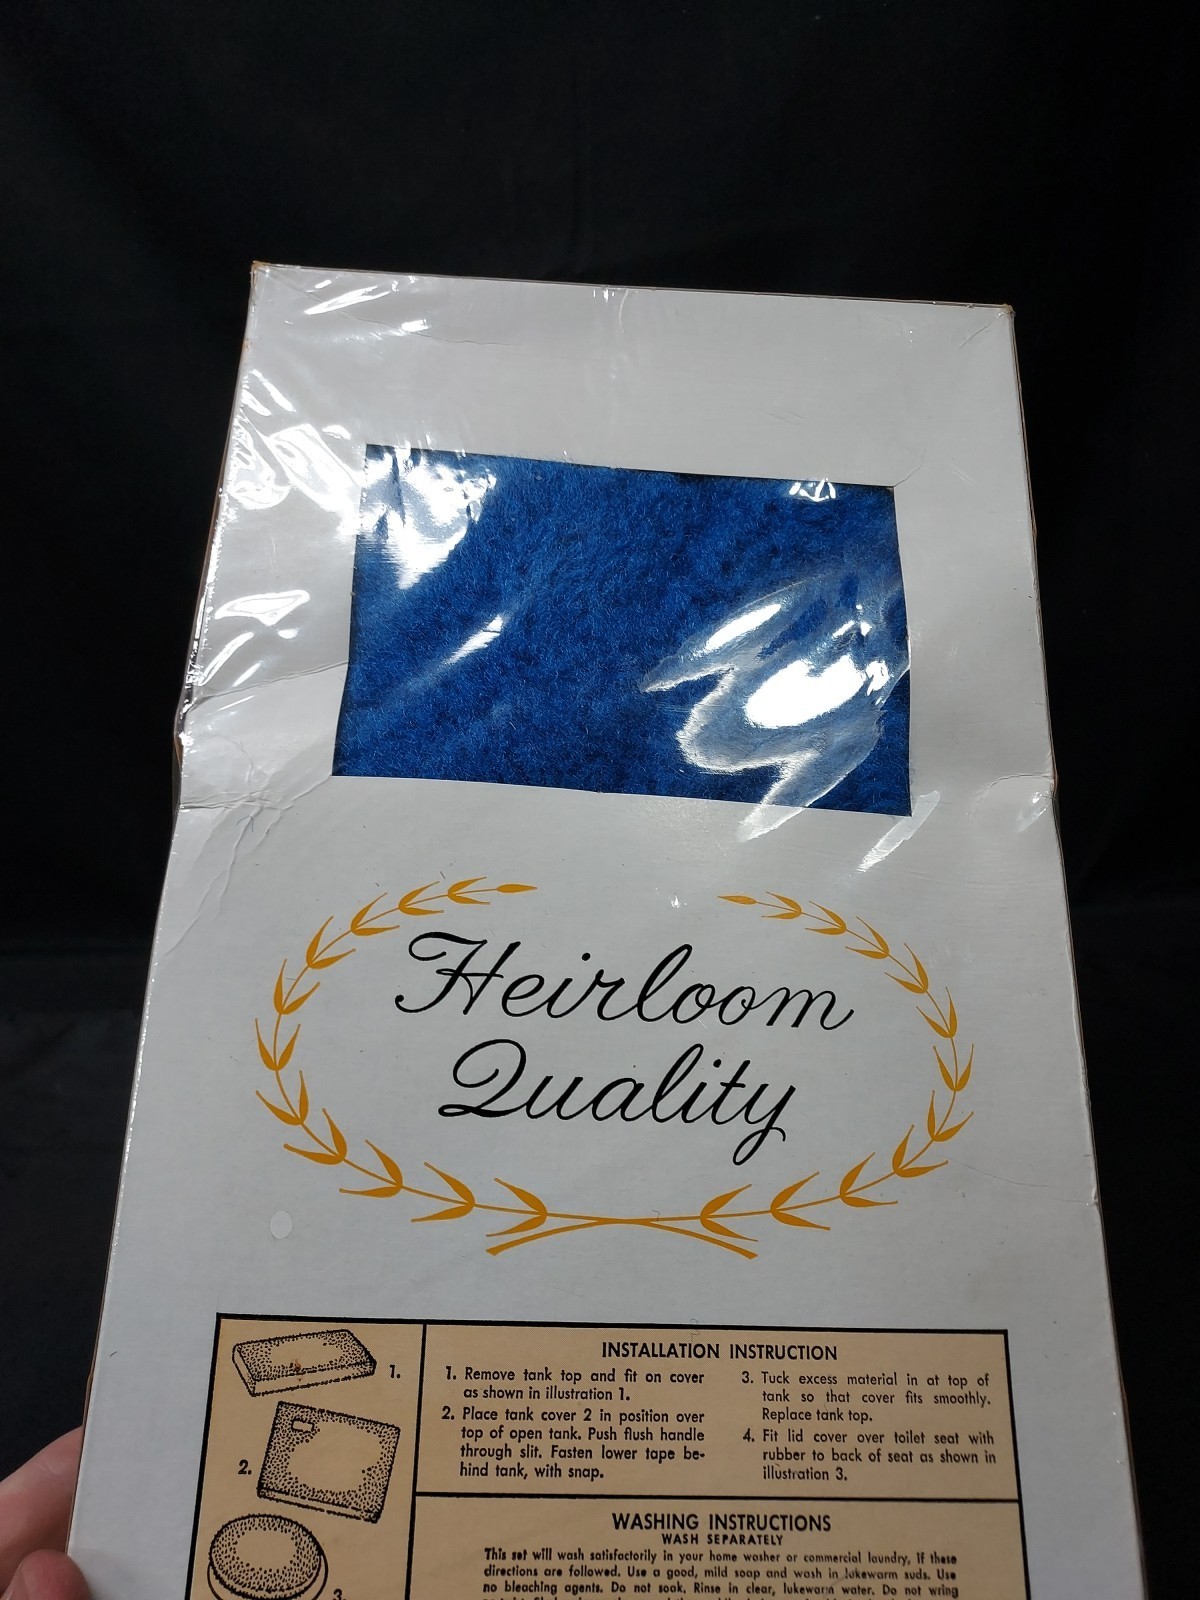 Heirloom
Quality
1.
2.
3.
INSTALLATION INSTRUCTION
1. Remove tank top and fit on cover
as shown in illustration 1.
2. Place tank cover 2 in position over
top of open tank. Push flush handle
through slit. Fasten lower tape be-
hind tank, with snap.
3. Tuck excess material in at top of
tank so that cover fits smoothly.
Replace tank top.
4. Fit lid cover over toilet seat with
rubber to back of seat as shown in
illustration 3.
WASHING INSTRUCTIONS
WASH SEPARATELY
This set will wash satisfactorily in your home washer or commercial laundry, if these
directions are followed. Use a good, mild soap and wash in lukewarm suds. Use
no bleaching agents. Do not soak. Rinse in clear, lukewarm water. Do not wring